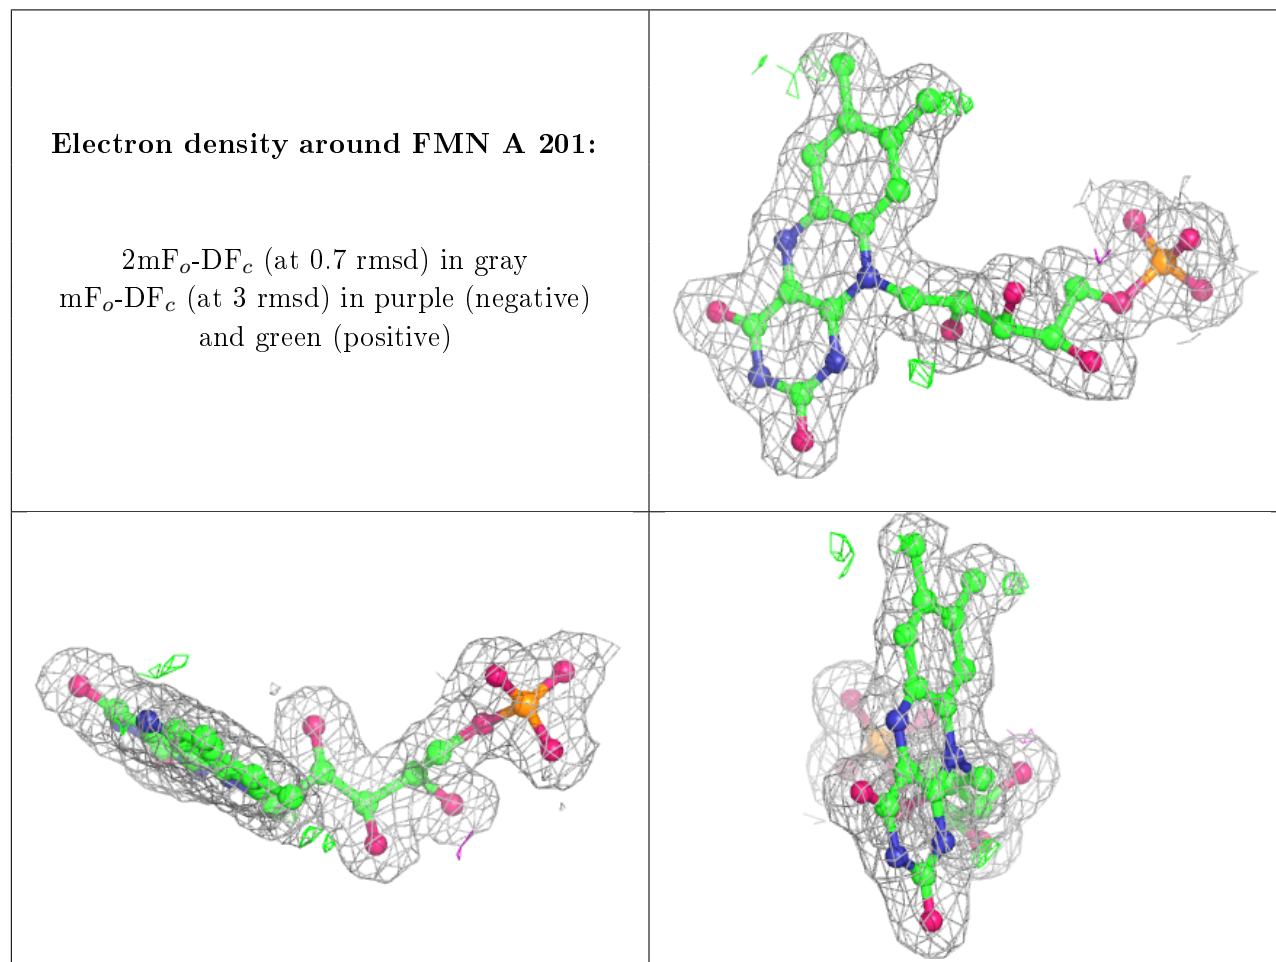 Electron density around FMN A 201:
2mFₒ-DF𝒸 (at 0.7 rmsd) in gray
mFₒ-DF𝒸 (at 3 rmsd) in purple (negative)
and green (positive)